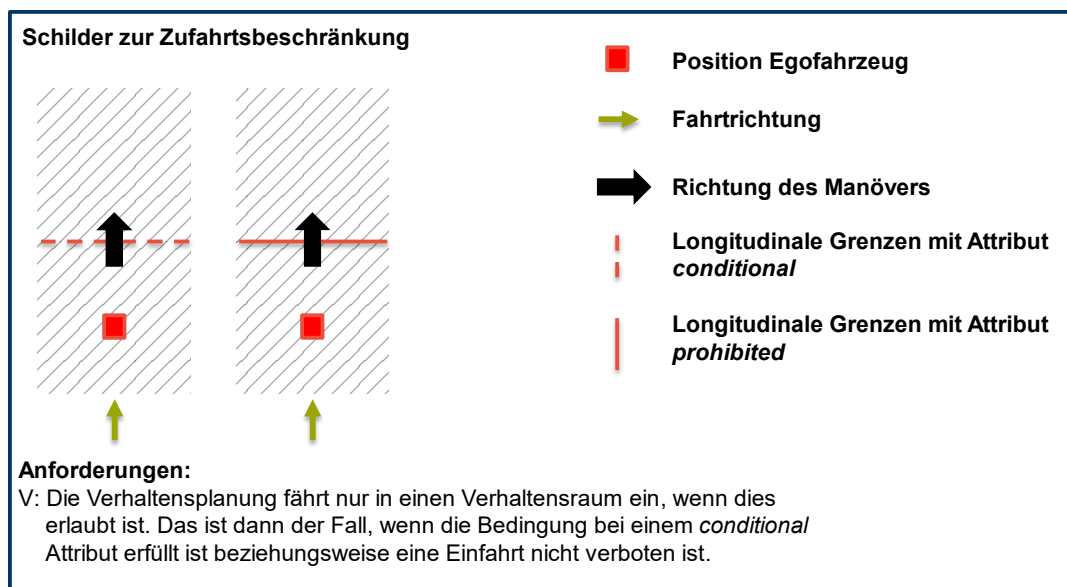 Schilder zur Zufahrtsbeschränkung
Position Egofahrzeug
Fahrtrichtung
Richtung des Manövers
Longitudinale Grenzen mit Attribut
conditional
Longitudinale Grenzen mit Attribut
prohibited
Anforderungen:
V: Die Verhaltensplanung fährt nur in einen Verhaltensraum ein, wenn dies
erlaubt ist. Das ist dann der Fall, wenn die Bedingung bei einem conditional
Attribut erfüllt ist beziehungsweise eine Einfahrt nicht verboten ist.